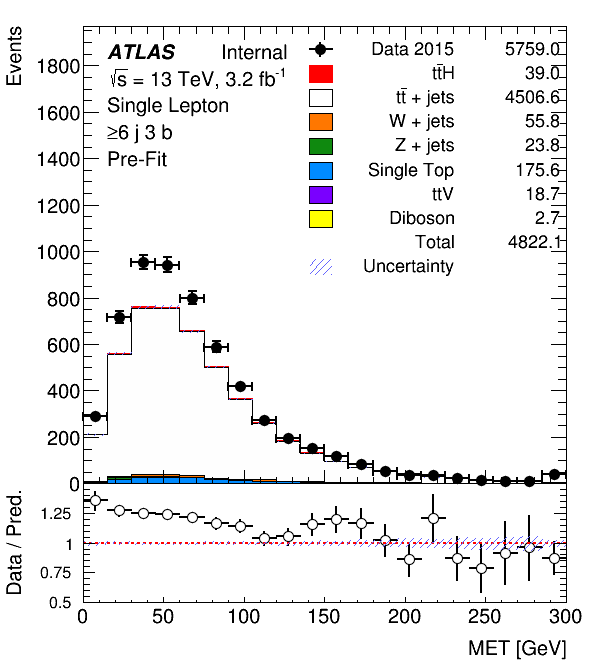 Events
ATLAS Internal
√s = 13 TeV, 3.2 fb-1
Single Lepton
≥6 j 3 b
Pre-Fit
Data 2015 5759.0
tt̄H 39.0
tt̄ + jets 4506.6
W + jets 55.8
Z + jets 23.8
Single Top 175.6
ttV 18.7
Diboson 2.7
Total 4822.1
Uncertainty
1800
1600
1400
1200
1000
800
600
400
200
0
Data / Pred.
1.25
1
0.75
0.5
0 50 100 150 200 250 300
MET [GeV]